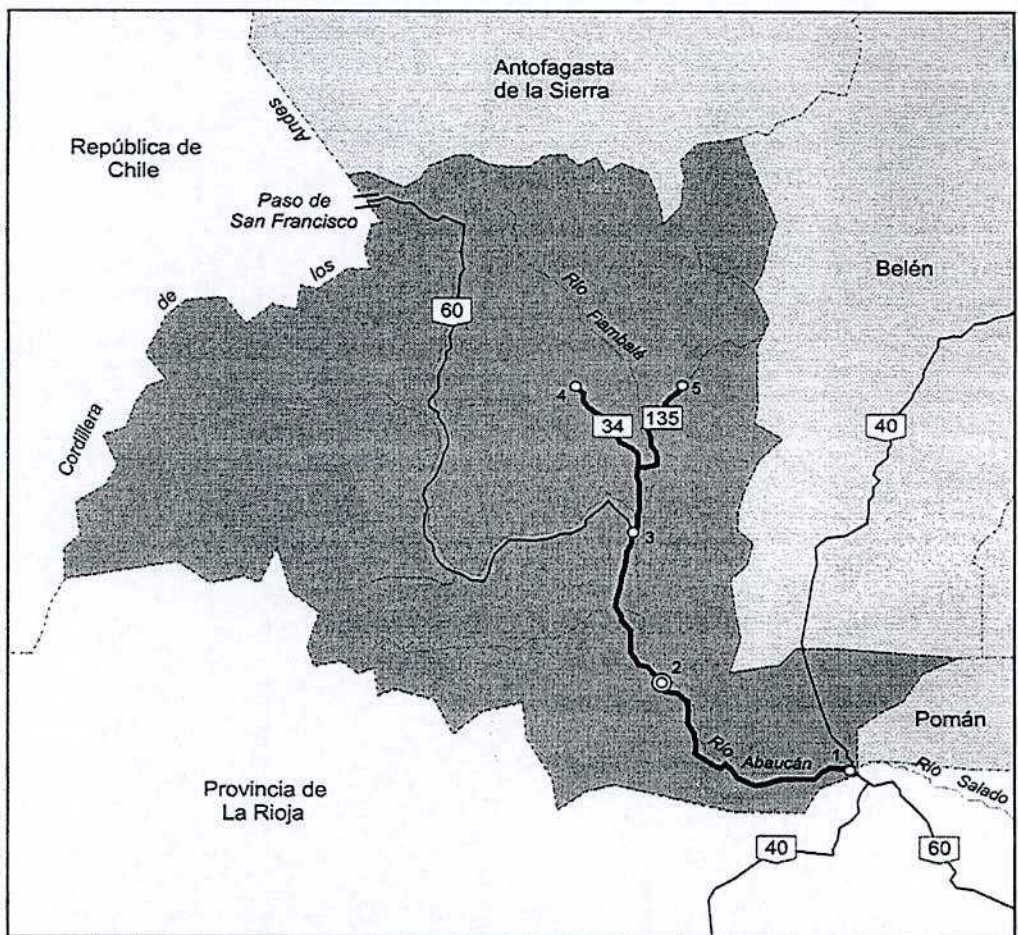 Antofagasta
de la Sierra
Andes
República de
Chile
Paso de
San Francisco
los
de
Cordillera
Belén
Río Fiambalá
60
40
4
5
34
135
3
2
1
Pomán
Río Abaucán
Río Salado
Provincia de
La Rioja
40
60